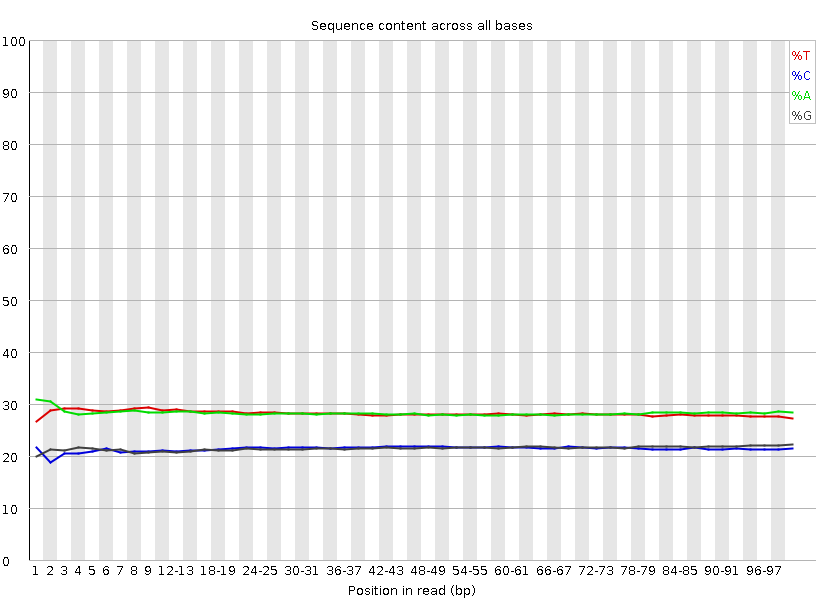 Sequence content across all bases
100
90
80
70
60
50
40
30
20
10
0
%T
%C
%A
%G
1 2 3 4 5 6 7 8 9 12-13 18-19 24-25 30-31 36-37 42-43 48-49 54-55 60-61 66-67 72-73 78-79 84-85 90-91 96-97
Position in read (bp)